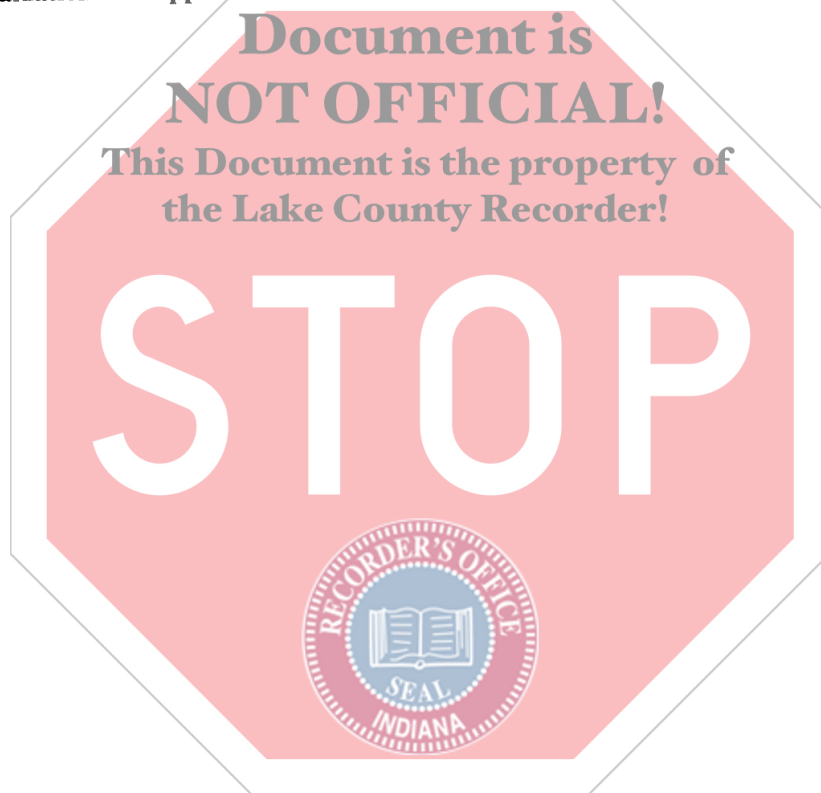 Document is
NOT OFFICIAL!
This Document is the property of
the Lake County Recorder!
STOP
RECORDER'S OFFICE
SEAL
INDIANA